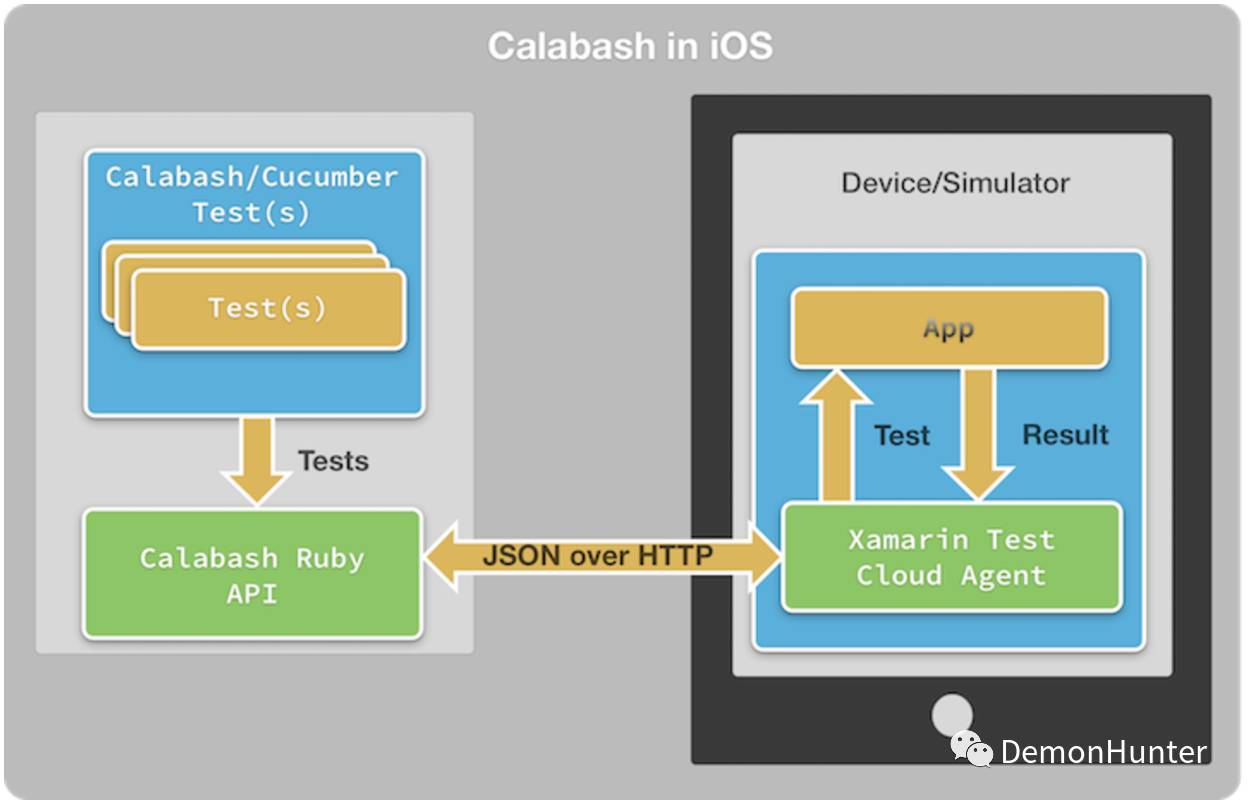 Calabash in iOS
Calabash/Cucumber
Test(s)
Test(s)
Tests
Calabash Ruby
API
JSON over HTTP
Device/Simulator
App
Test
Result
Xamarin Test
Cloud Agent
DemonHunter